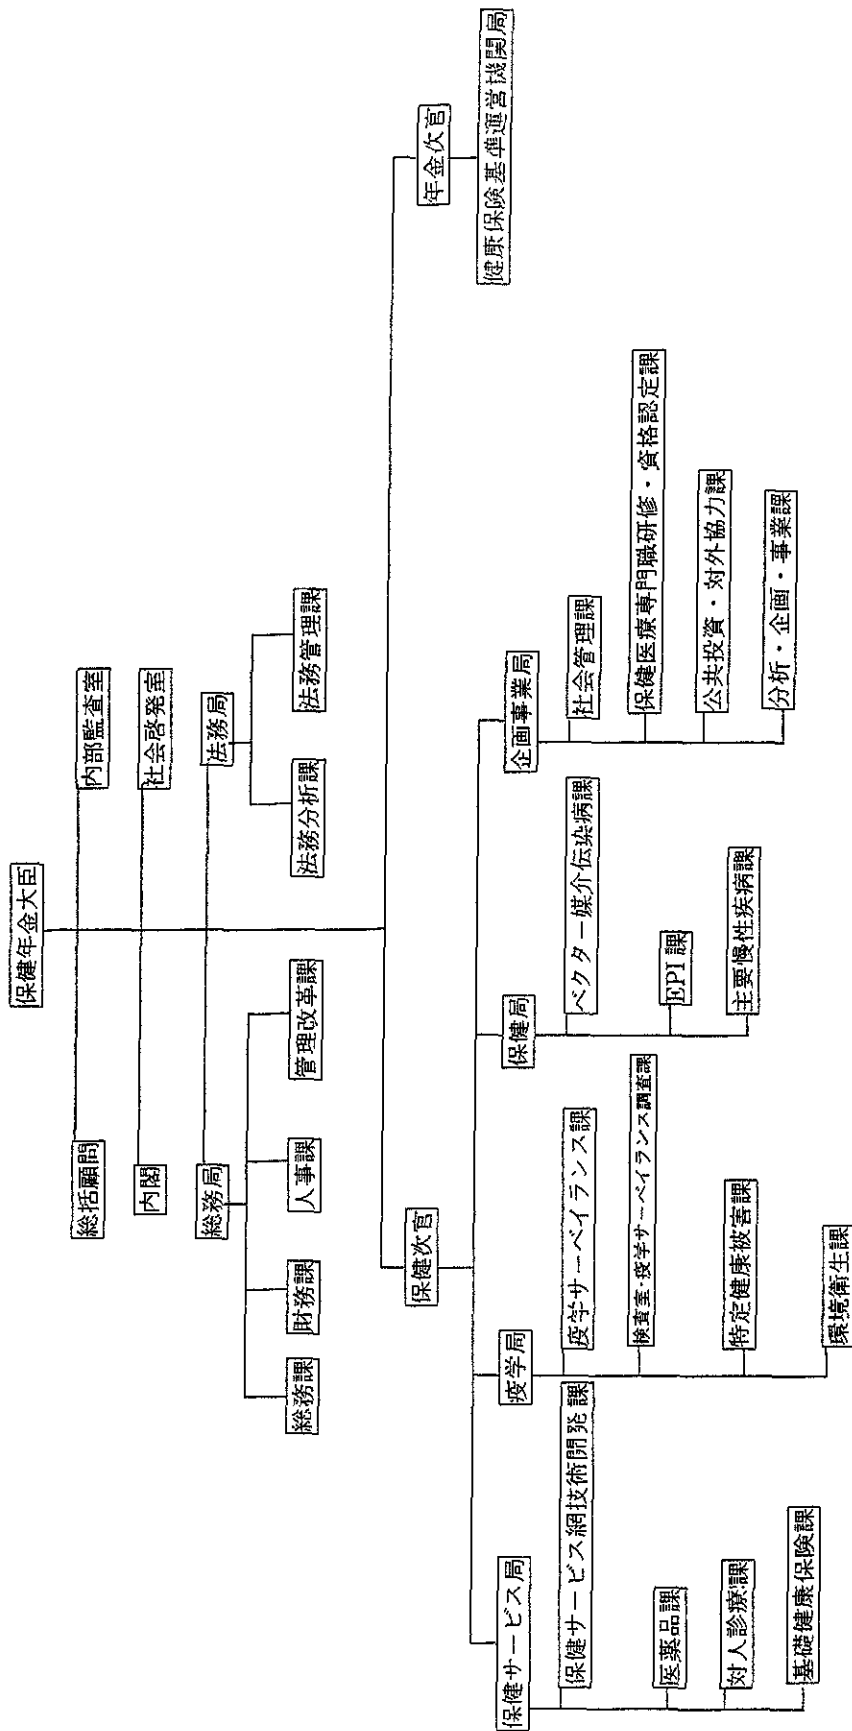 保健年金大臣
総括顧問
内部監査室
内閣
社会啓発室
総務局
法務局
総務課
財務課
人事課
管理改革課
法務分析課
法務管理課
保健次官
年金次官
健康保険基準運営機関局
保健サービス局
疫学局
保健局
企画事業局
保健サービス網技術開発課
医薬品課
対人診療課
基礎健康保険課
疫学サーベイランス課
検査室・疫学サーベイランス調査課
特定健康被害課
環境衛生課
ベクター媒介伝染病課
EPI課
主要慢性疾病課
社会管理課
保健医療専門職研修・資格認定課
公共投資・対外協力課
分析・企画・事業課